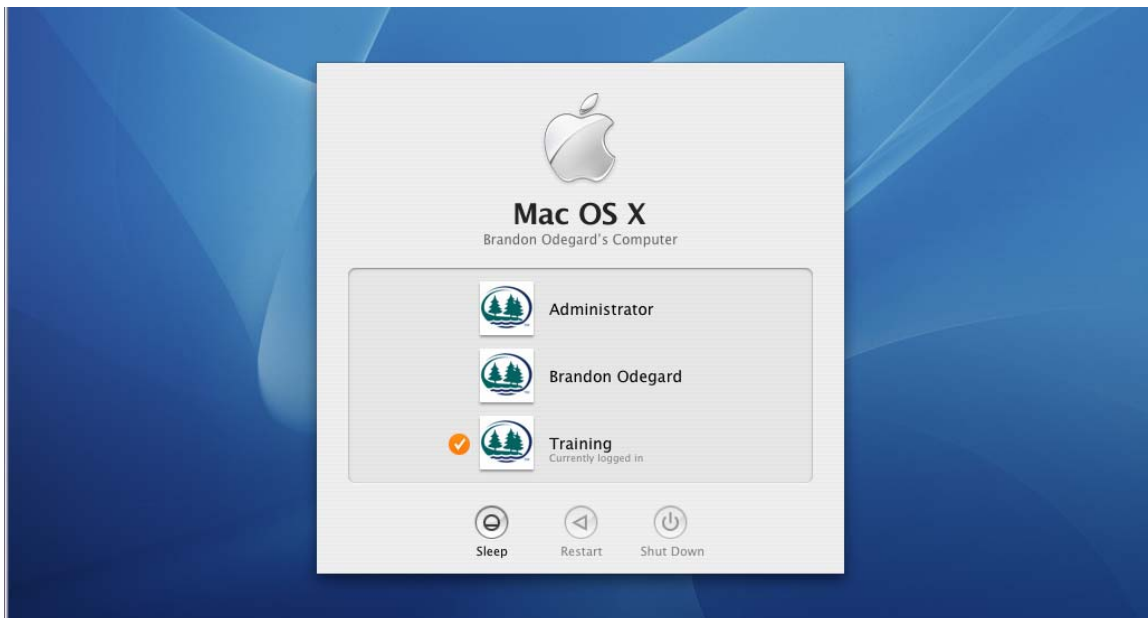 Mac OS X
Brandon Odegard's Computer
Administrator
Brandon Odegard
Training
Currently logged in
Sleep Restart Shut Down